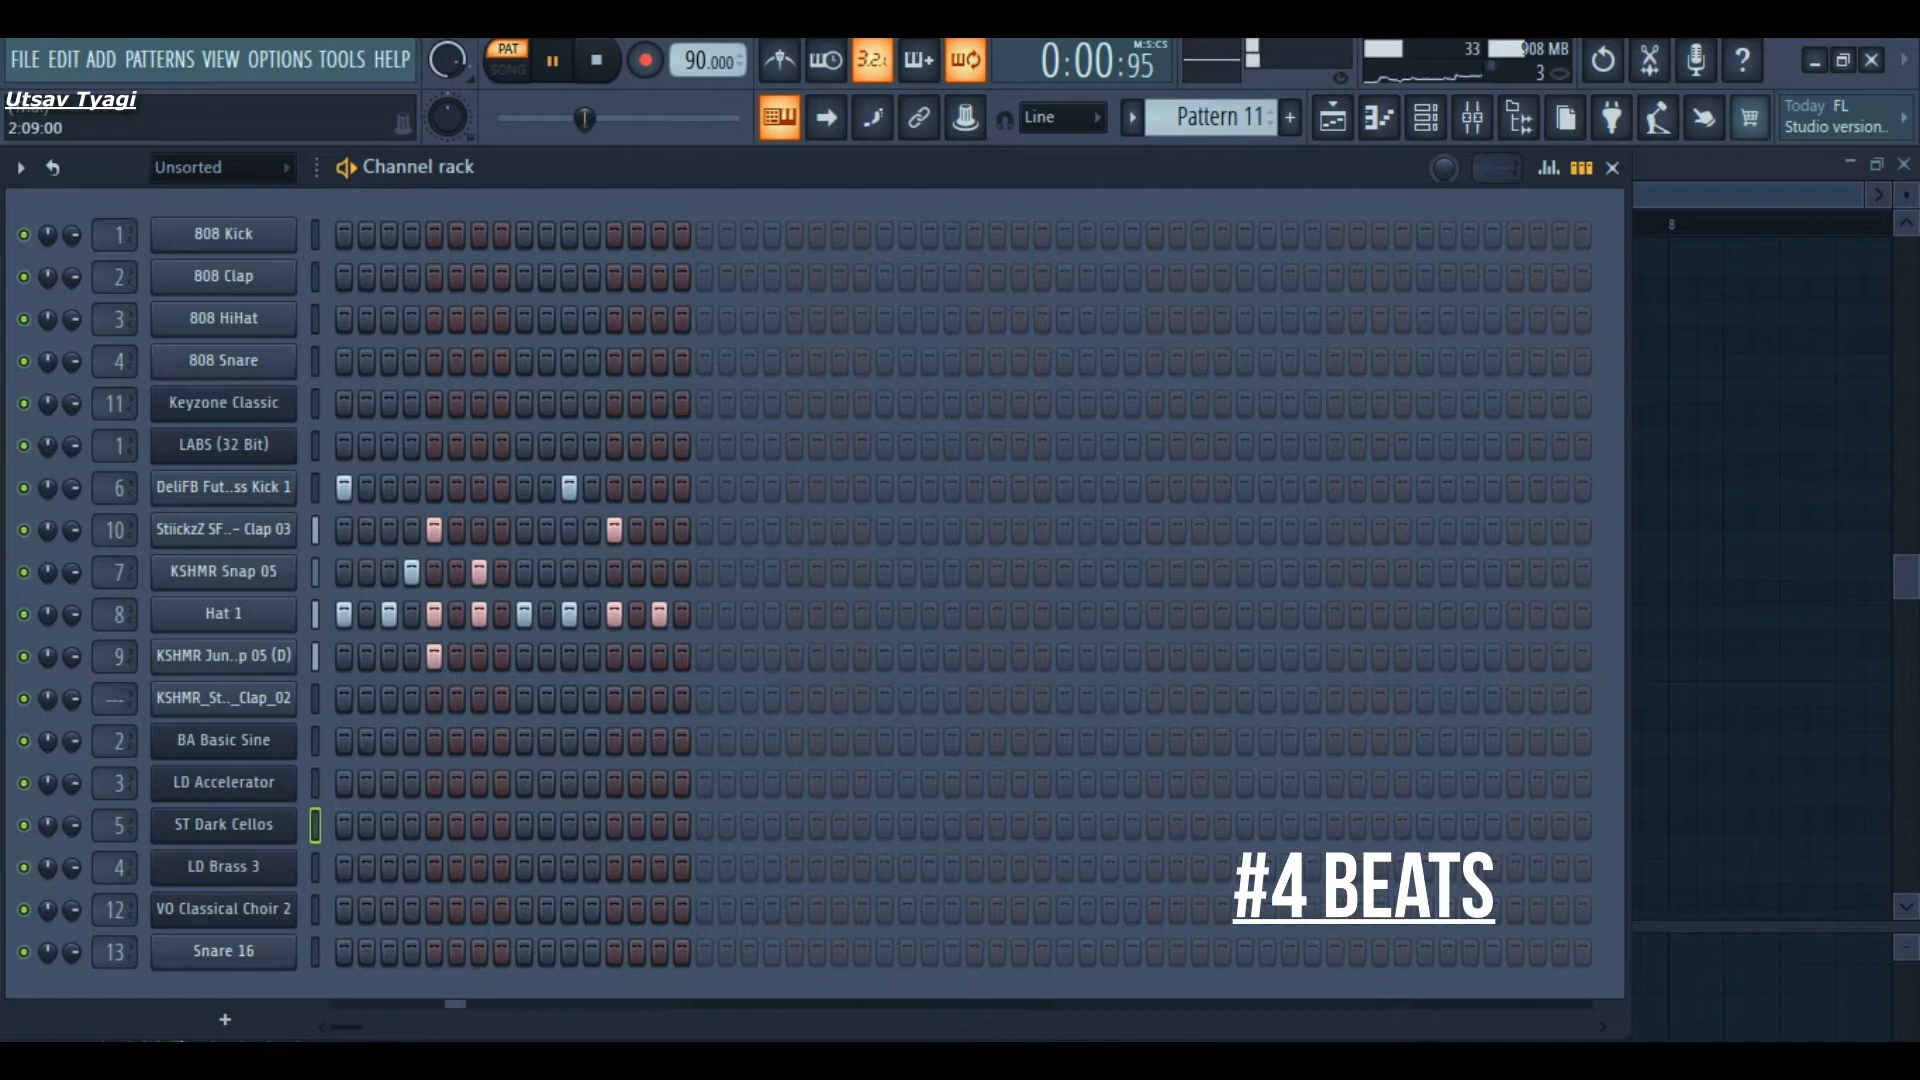 FILE EDIT ADD PATTERNS VIEW OPTIONS TOOLS HELP
PAT
SONG
90.000
3.2.
0:00:95
M:S:CS
33
908 MB
3
Utsav Tyagi
2:09:00
Line
Pattern 11
+
Today FL
Studio version..
Unsorted
Channel rack
8
1 808 Kick
2 808 Clap
3 808 HiHat
4 808 Snare
11 Keyzone Classic
1 LABS (32 Bit)
6 DeliFB Fut..ss Kick 1
10 StiickzZ SF..- Clap 03
7 KSHMR Snap 05
8 Hat 1
9 KSHMR Jun..p 05 (D)
--- KSHMR_St.._Clap_02
2 BA Basic Sine
3 LD Accelerator
5 ST Dark Cellos
4 LD Brass 3
12 VO Classical Choir 2
13 Snare 16
#4 BEATS
+